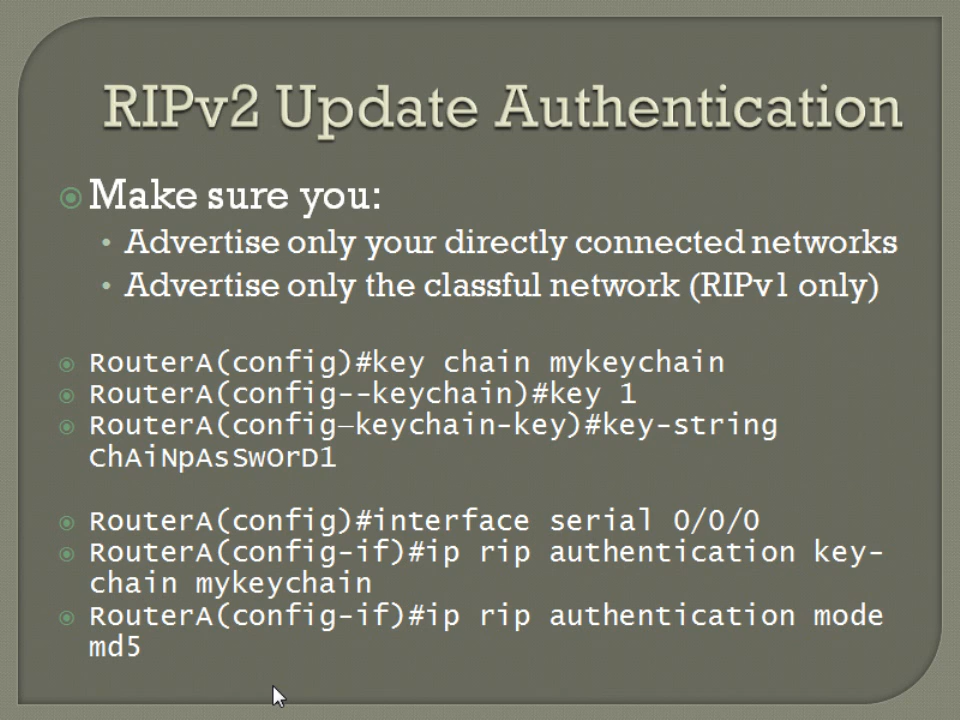 RIPv2 Update Authentication
Make sure you:
Advertise only your directly connected networks
Advertise only the classful network (RIPv1 only)
RouterA(config)#key chain mykeychain
RouterA(config--keychain)#key 1
RouterA(config–keychain-key)#key-string
ChAiNpAsSwOrD1
RouterA(config)#interface serial 0/0/0
RouterA(config-if)#ip rip authentication key-
chain mykeychain
RouterA(config-if)#ip rip authentication mode
md5